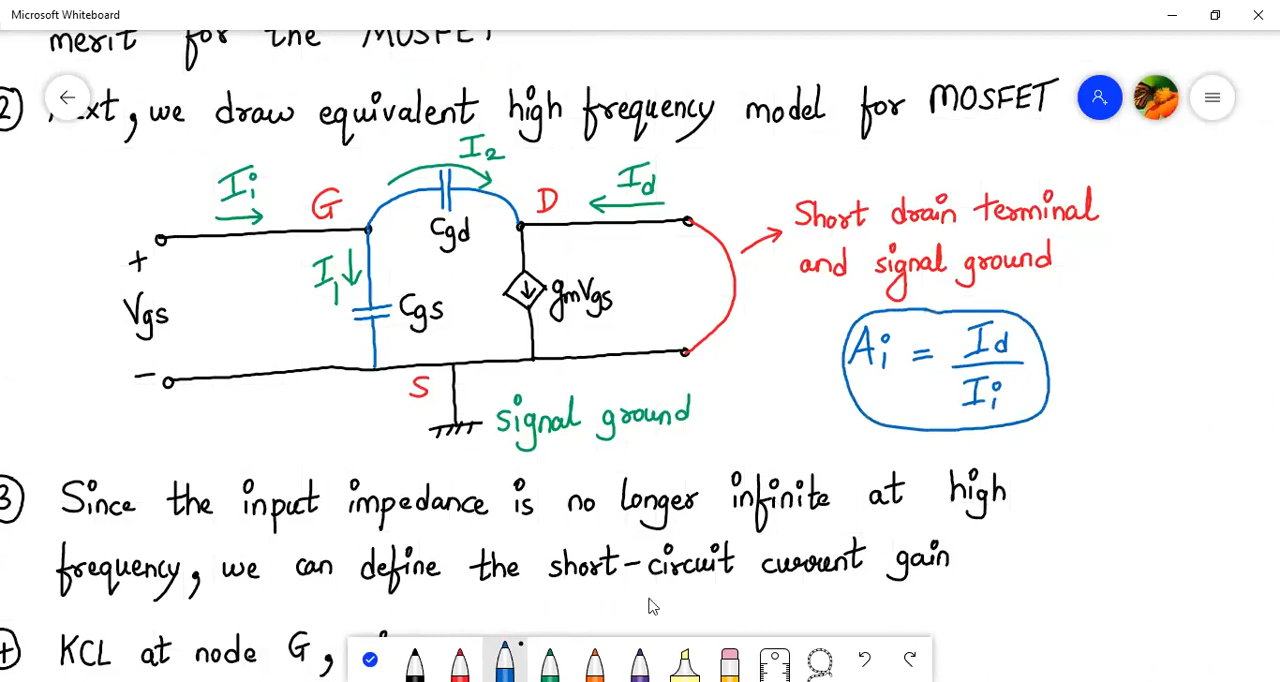 Microsoft Whiteboard
merit for the MOSFET
2 we draw equivalent high frequency model for MOSFET
I2
Ii
G
D
Id
Cgd
Short drain terminal
and signal ground
+
Vgs
-
I1
Cgs
gmVgs
Ai = Id / Ii
S
signal ground
3 Since the input impedance is no longer infinite at high
frequency, we can define the short-circuit current gain
KCL at node G,